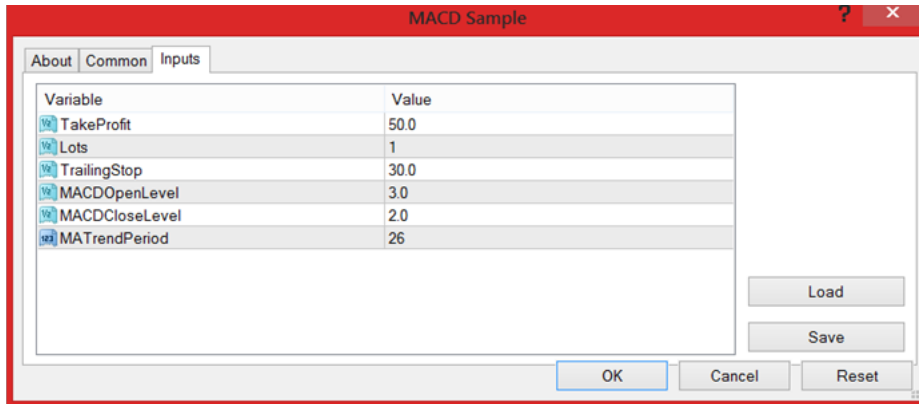 MACD Sample
? ×
About Common Inputs
Variable Value
TakeProfit 50.0
Lots 1
TrailingStop 30.0
MACDOpenLevel 3.0
MACDCloseLevel 2.0
MATrendPeriod 26
Load
Save
OK Cancel Reset